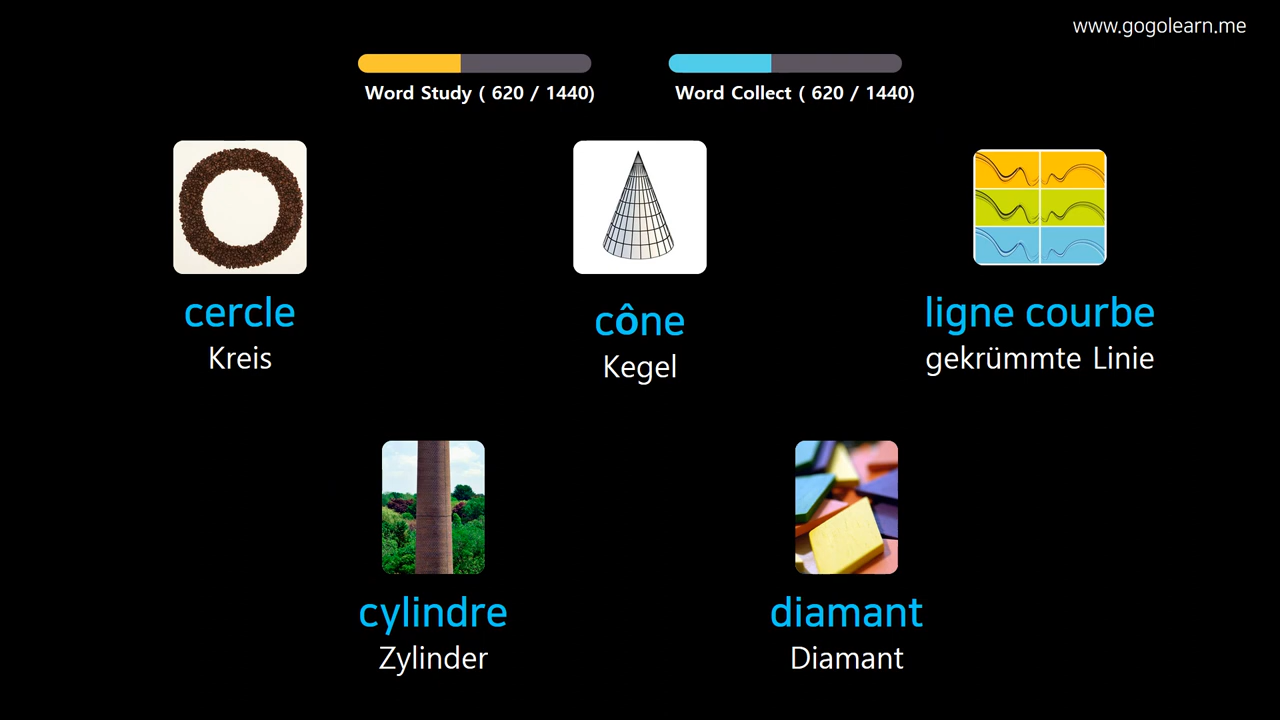 www.gogolearn.me
Word Study ( 620 / 1440)
Word Collect ( 620 / 1440)
cercle
Kreis
cône
Kegel
ligne courbe
gekrümmte Linie
cylindre
Zylinder
diamant
Diamant